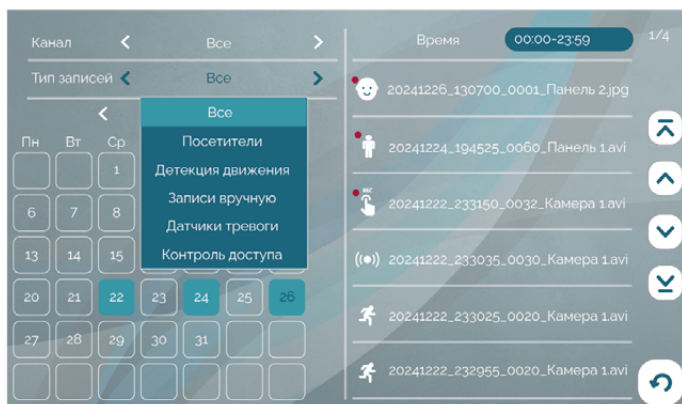 Канал
Все
Тип записей
Все
Все
Посетители
Детекция движения
Записи вручную
Датчики тревоги
Контроль доступа
Пн Вт Ср
1
6 7 8
13 14 15
20 21 22 23 24 25 26
27 28 29 30 31
Время 00:00-23:59 1/4
20241226_130700_0001_Панель 2.jpg
20241224_194525_0060_Панель 1.avi
REC
20241222_233150_0032_Камера 1.avi
20241222_233035_0030_Камера 1.avi
20241222_233025_0020_Камера 1.avi
20241222_232955_0020_Камера 1.avi